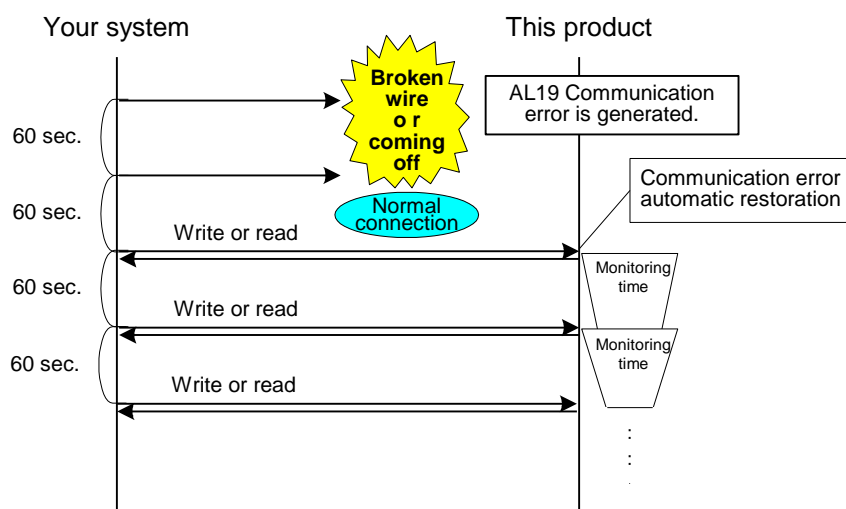 Your system
This product
Broken
wire
o r
coming
off
AL19 Communication
error is generated.
60 sec.
Communication error
automatic restoration
60 sec.
Normal
connection
Write or read
60 sec.
Monitoring
time
Write or read
60 sec.
Monitoring
time
Write or read
:
:
.